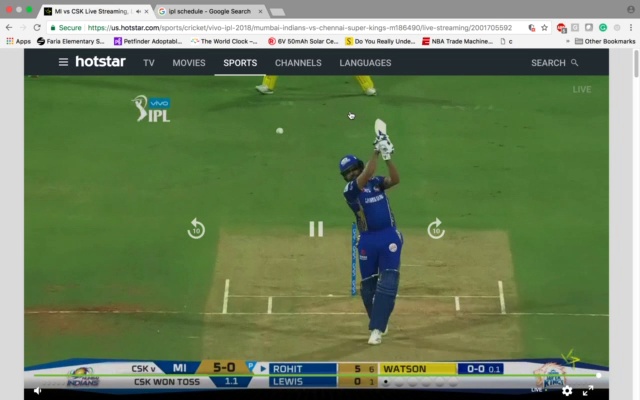 MI vs CSK Live Streaming,
ipl schedule - Google Search
Secure
https://us.hotstar.com/sports/cricket/vivo-ipl-2018/mumbai-indians-vs-chennai-super-kings-m186490/live-streaming/2001705592
Apps
Faria Elementary S...
Petfinder Adoptabl...
The World Clock –...
6V 50mAh Solar Ce...
Do You Really Unde...
NBA Trade Machine...
c
»
Other Bookmarks
hotstar
TV
MOVIES
SPORTS
CHANNELS
LANGUAGES
SEARCH
LIVE
vivo
IPL
10
10
CSK v MI 5-0 P ROHIT 5 6 WATSON 0-0 0.1
CSK WON TOSS 1.1 LEWIS 0 1
INDIANS
LIVE